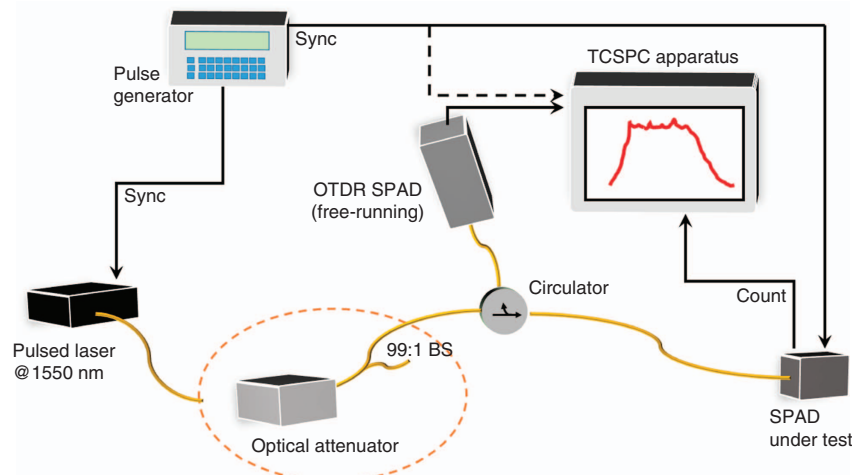 Sync
TCSPC apparatus
Pulse
generator
OTDR SPAD
(free-running)
Sync
Circulator
Count
Pulsed laser
@1550 nm
99:1 BS
Optical attenuator
SPAD
under test